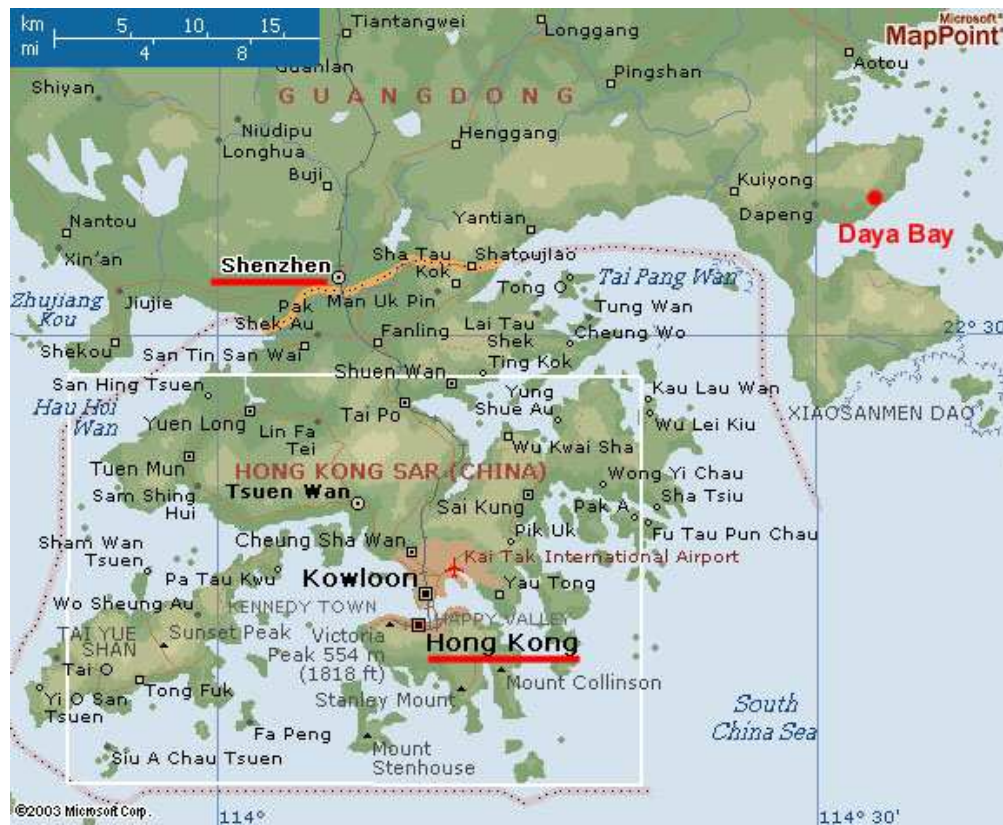 km 5, 10, 15,
mi 4 8
Microsoft®
MapPoint®
Tiantangwei
Longgang
Aotou
Guanlan
Pingshan
Shiyan
GUANGDONG
Niudipu
Longhua
Henggang
Buji
Kuiyong
Dapeng
Daya Bay
Nantou
Yantian
Xin'an
Shenzhen
Sha Tau
Kok
Shatoujiao
Tai Pang Wan
Tong O
Zhujiang
Kou
Jiujie
Pak
Shek Au
Man Uk Pin
Tung Wan
Lai Tau
Shek
Cheung Wo
22º 30'
Shekou
San Tin San Wai
Fanling
Ting Kok
Shuen Wan
San Hing Tsuen
Hau Hoi
Wan
Yuen Long
Lin Fa
Tei
Tai Po
Yung
Shue Au
Kau Lau Wan
Wu Lei Kiu
XIAOSANMEN DAO
Wu Kwai Sha
Tuen Mun
HONG KONG SAR (CHINA)
Wong Yi Chau
Sam Shing
Hui
Tsuen Wan
Sai Kung
Pak A
Sha Tsiu
Fu Tau Pun Chau
Pik Uk
Sham Wan
Tsuen
Cheung Sha Wan
Kai Tak International Airport
Pa Tau Kwu
Kowloon
Yau Tong
Wo Sheung Au
KENNEDY TOWN
HAPPY VALLEY
TAI YUE
SHAN
Sunset Peak
Victoria
Peak 554 m
(1818 ft)
Hong Kong
Tai O
Tong Fuk
Yi O San
Tsuen
Stanley Mount
Mount Collinson
Fa Peng
Siu A Chau Tsuen
Mount
Stenhouse
South
China Sea
©2003 Microsoft Corp.
114º
114º 30'